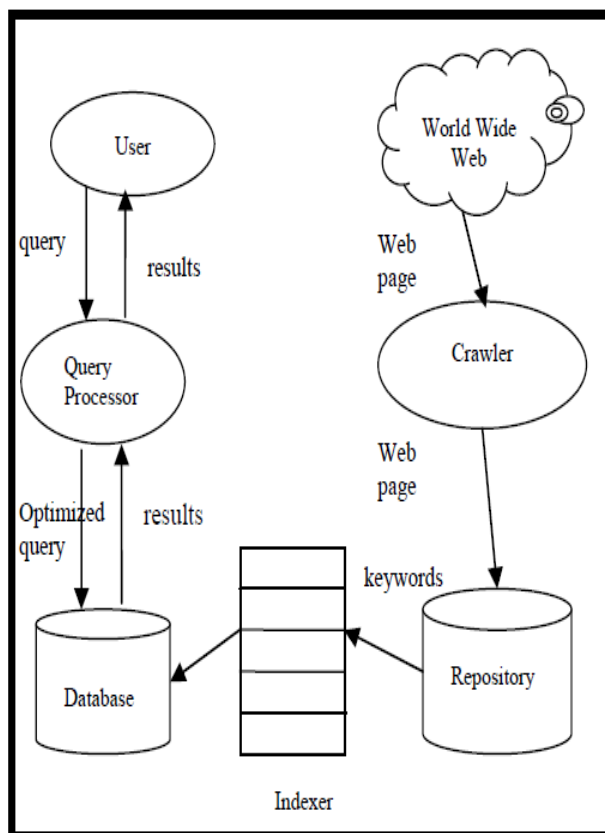 User
World Wide
Web
query
results
Web
page
Query
Processor
Crawler
Web
page
Optimized
query
results
keywords
Database
Repository
Indexer